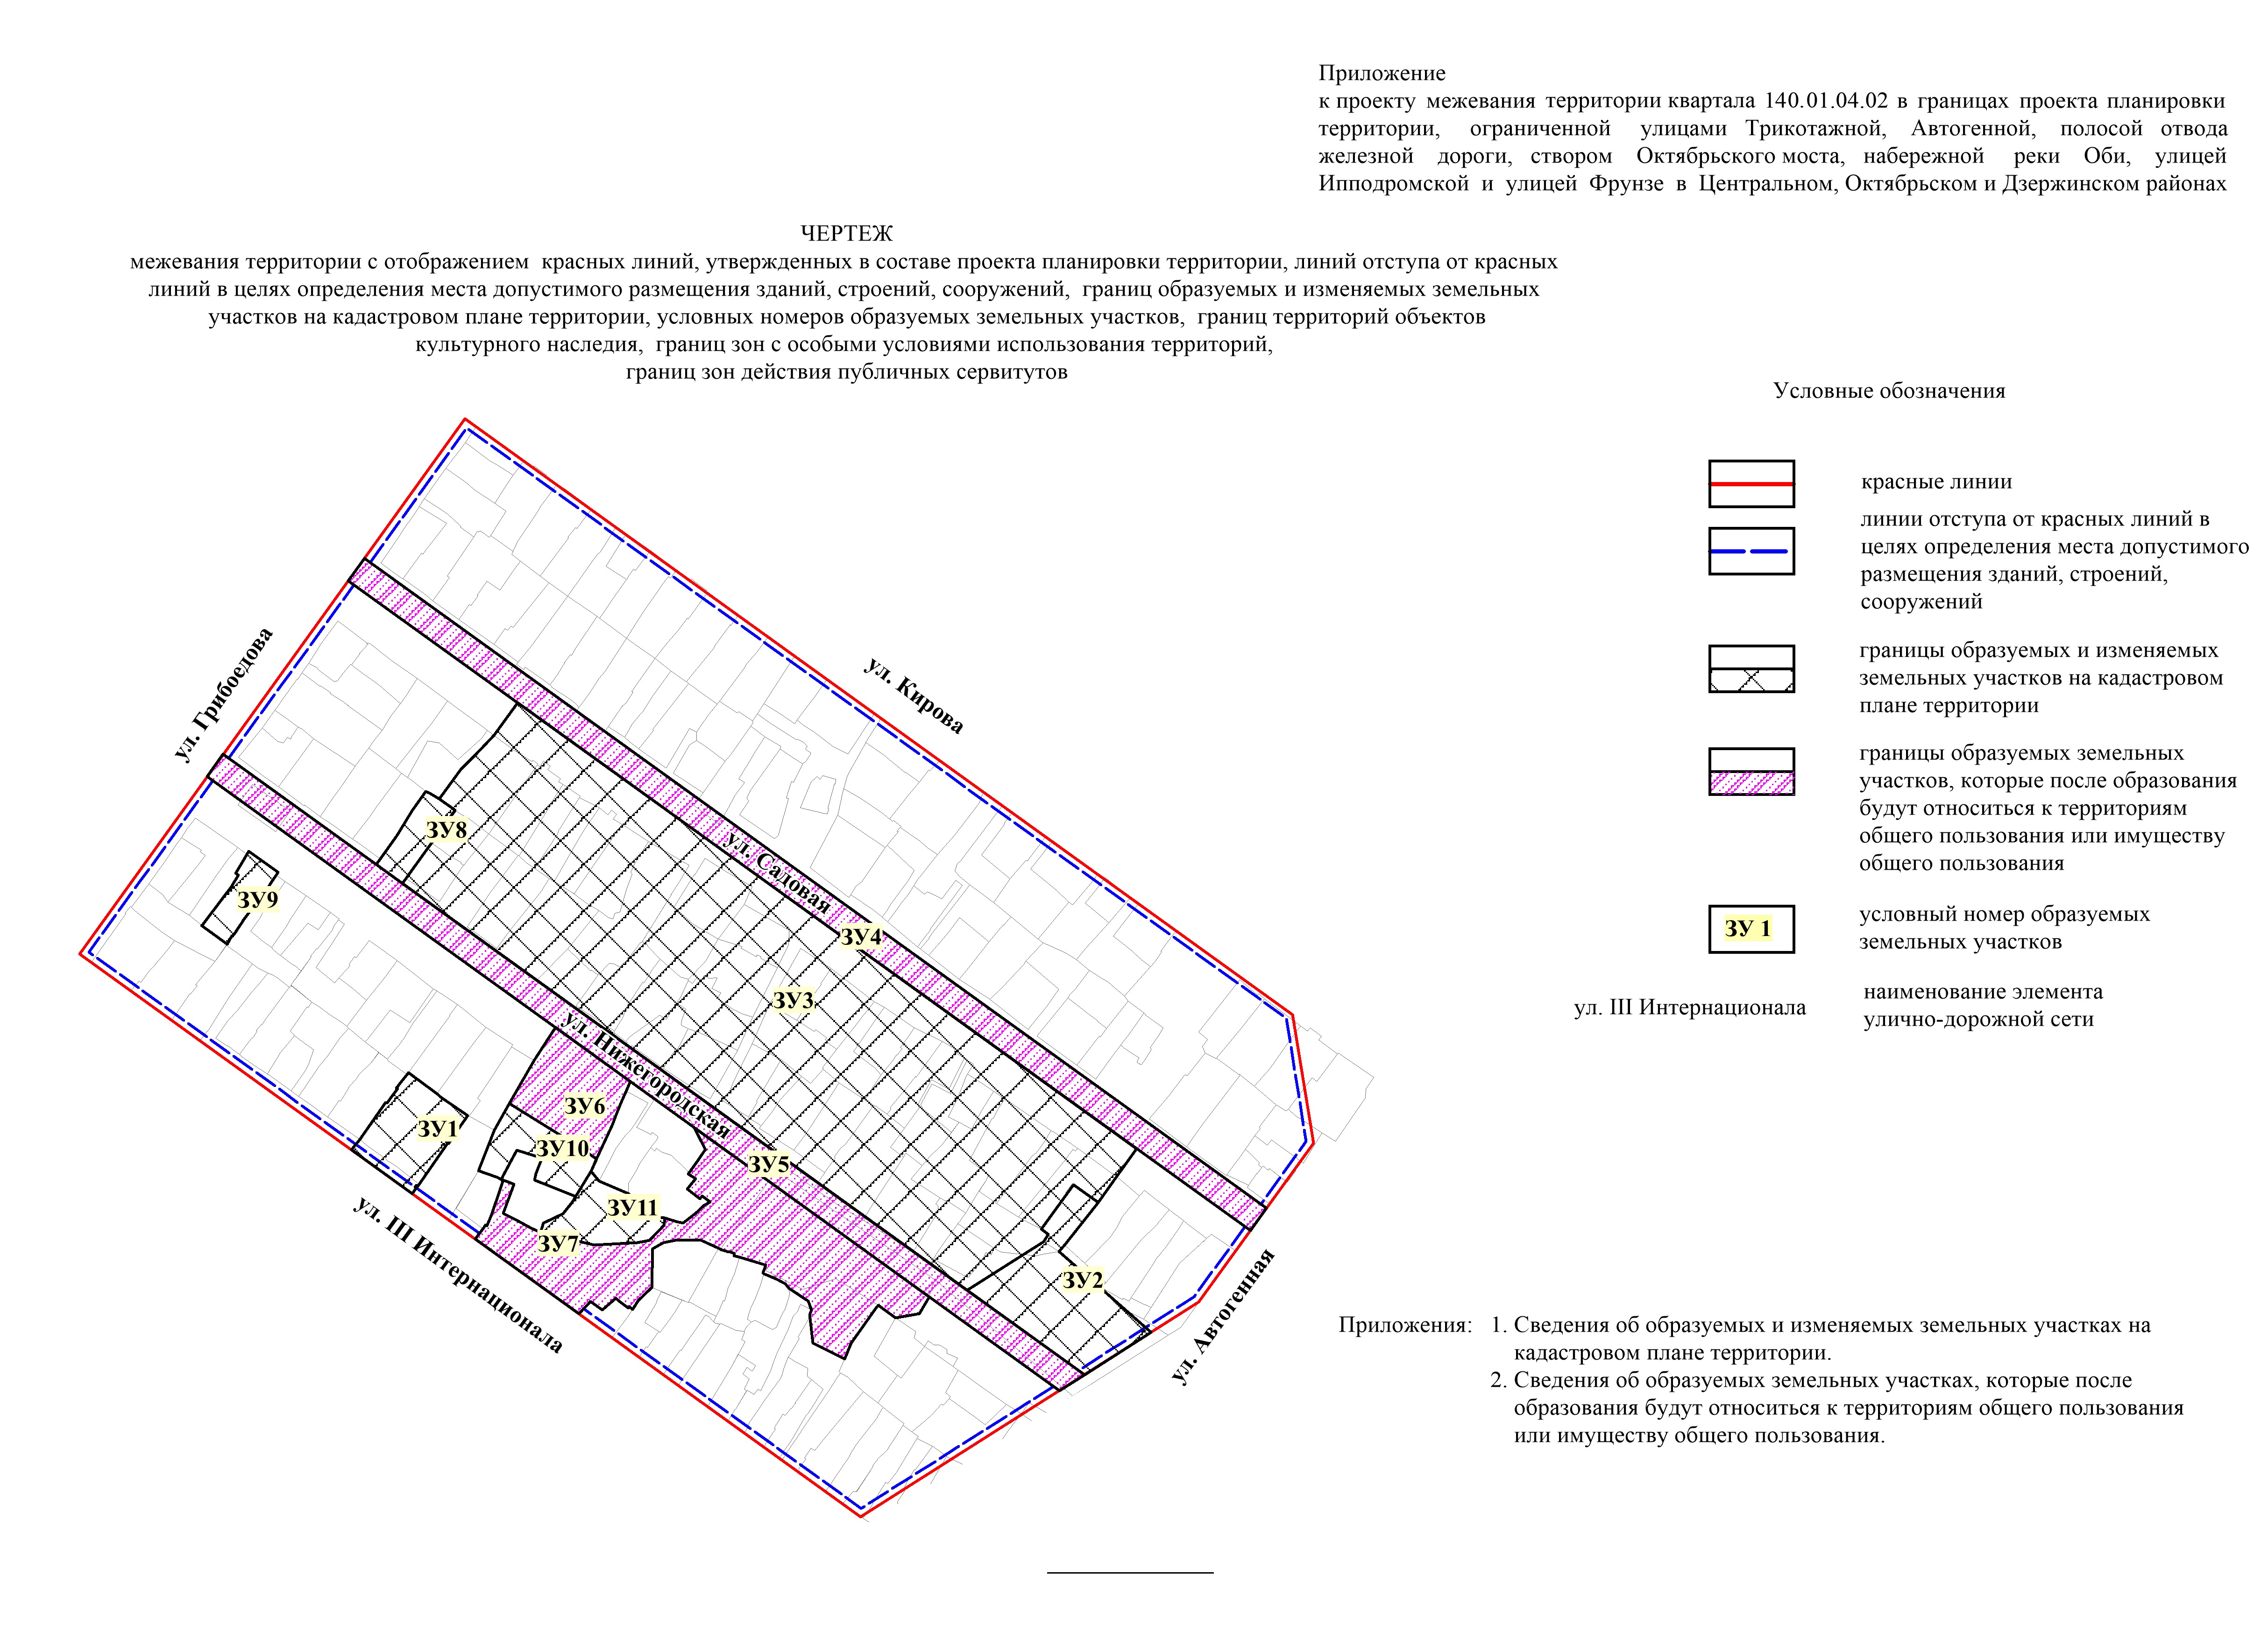 Приложение
к проекту межевания территории квартала 140.01.04.02 в границах проекта планировки
территории, ограниченной улицами Трикотажной, Автогенной, полосой отвода
железной дороги, створом Октябрьского моста, набережной реки Оби, улицей
Ипподромской и улицей Фрунзе в Центральном, Октябрьском и Дзержинском районах
ЧЕРТЕЖ
межевания территории с отображением красных линий, утвержденных в составе проекта планировки территории, линий отступа от красных
линий в целях определения места допустимого размещения зданий, строений, сооружений, границ образуемых и изменяемых земельных
участков на кадастровом плане территории, условных номеров образуемых земельных участков, границ территорий объектов
культурного наследия, границ зон с особыми условиями использования территорий,
границ зон действия публичных сервитутов
Условные обозначения
красные линии
линии отступа от красных линий в
целях определения места допустимого
размещения зданий, строений,
сооружений
границы образуемых и изменяемых
земельных участков на кадастровом
плане территории
границы образуемых земельных
участков, которые после образования
будут относиться к территориям
общего пользования или имуществу
общего пользования
ЗУ 1
условный номер образуемых
земельных участков
ул. III Интернационала
наименование элемента
улично-дорожной сети
ул. Грибоедова
ул. Кирова
ул. Садовая
ул. Нижегородская
ул. III Интернационала
ул. Автогенная
ЗУ8
ЗУ9
ЗУ4
ЗУ3
ЗУ6
ЗУ1
ЗУ10
ЗУ5
ЗУ11
ЗУ7
ЗУ2
Приложения: 1. Сведения об образуемых и изменяемых земельных участках на
кадастровом плане территории.
2. Сведения об образуемых земельных участках, которые после
образования будут относиться к территориям общего пользования
или имуществу общего пользования.